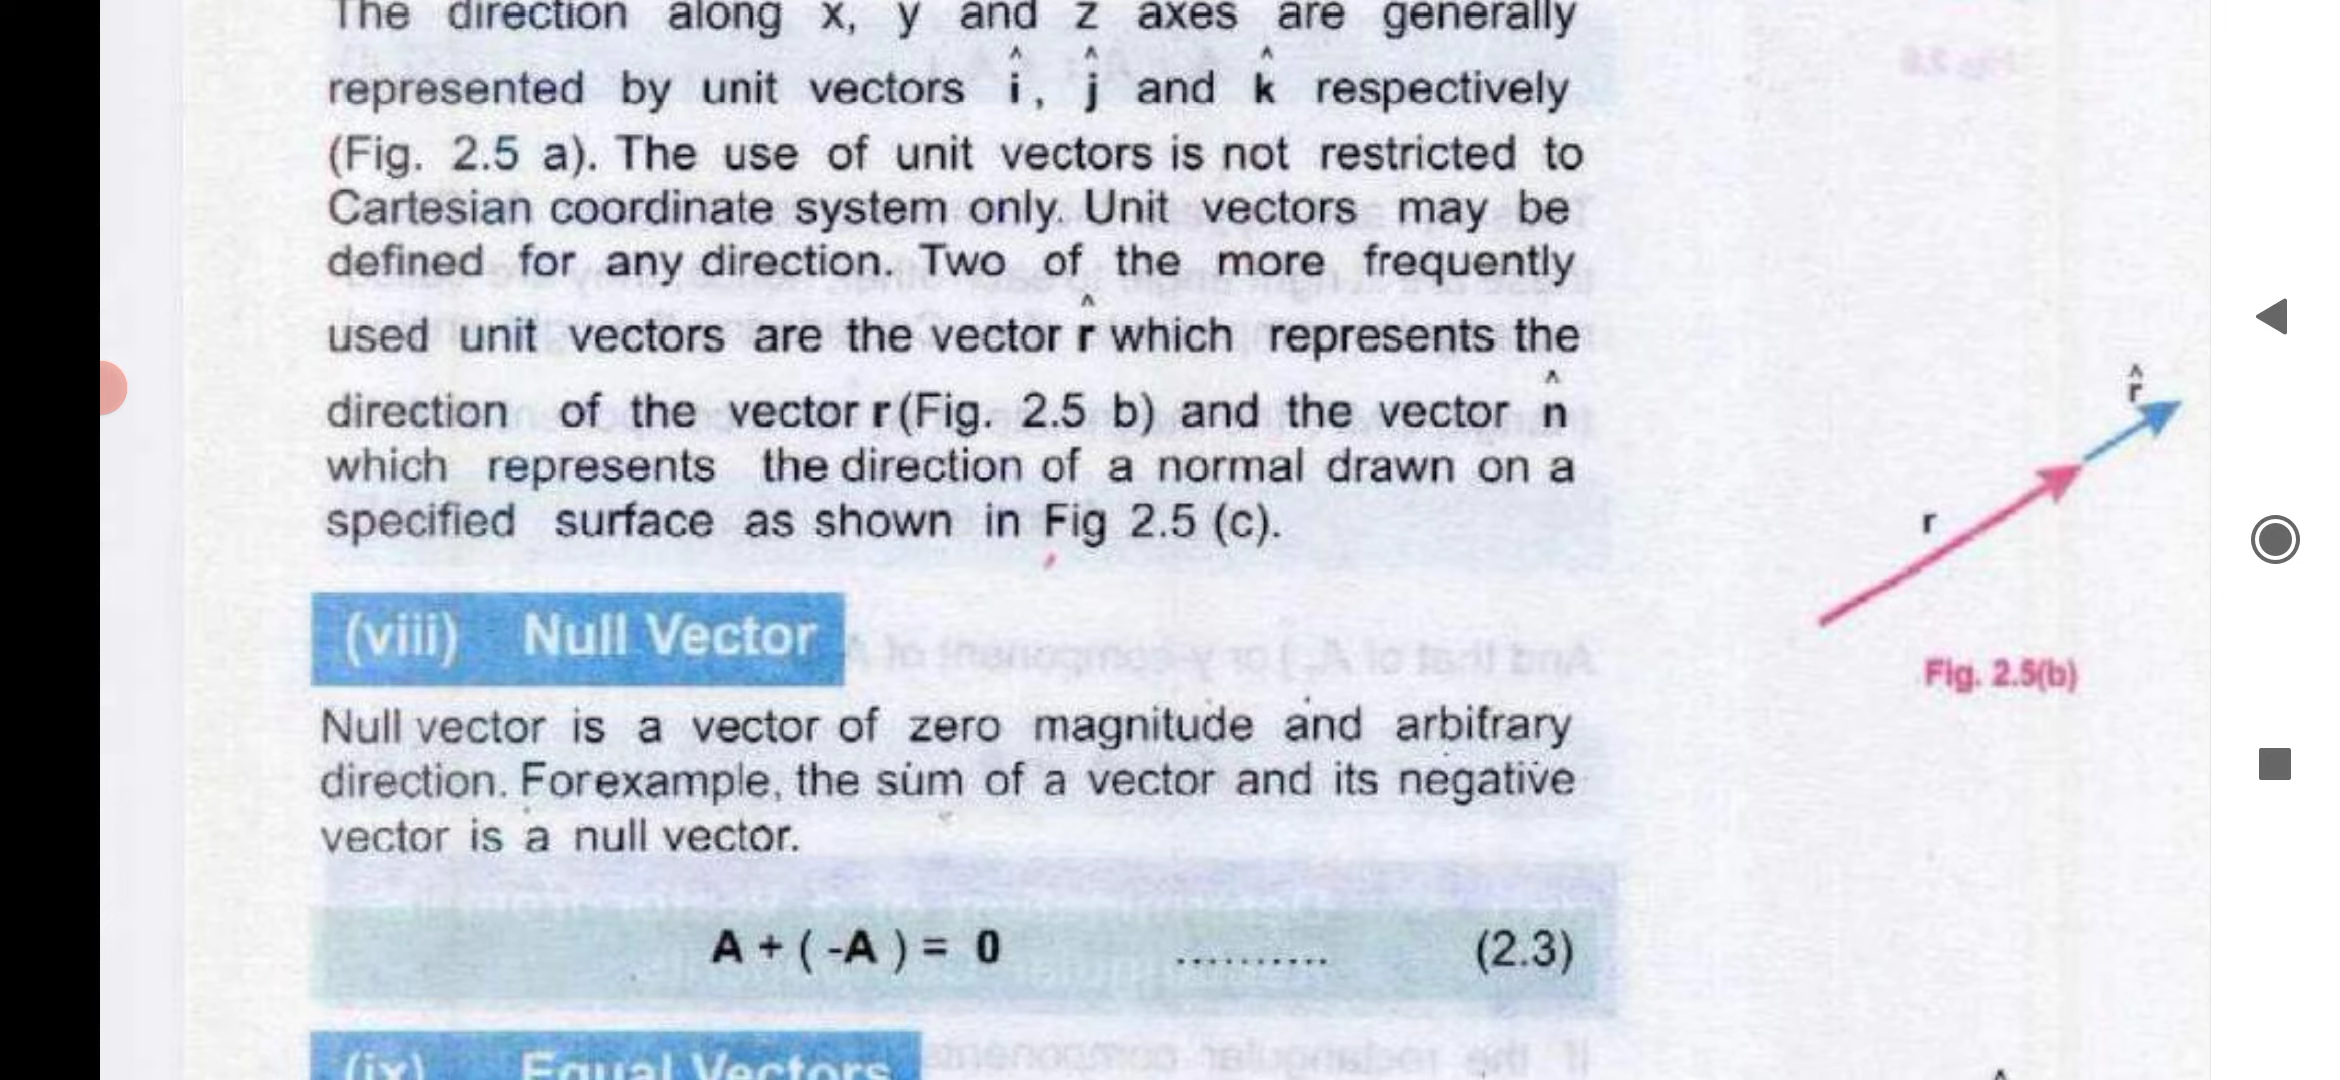 The direction along x, y and z axes are generally
represented by unit vectors î, ĵ and k̂ respectively
(Fig. 2.5 a). The use of unit vectors is not restricted to
Cartesian coordinate system only. Unit vectors may be
defined for any direction. Two of the more frequently
used unit vectors are the vector r̂ which represents the
direction of the vector r (Fig. 2.5 b) and the vector n̂
which represents the direction of a normal drawn on a
specified surface as shown in Fig 2.5 (c).
r̂
r
Fig. 2.5(b)
(viii) Null Vector
Null vector is a vector of zero magnitude and arbifrary
direction. Forexample, the sum of a vector and its negative
vector is a null vector.
A + ( -A ) = 0 .......... (2.3)
(ix) Equal Vectors